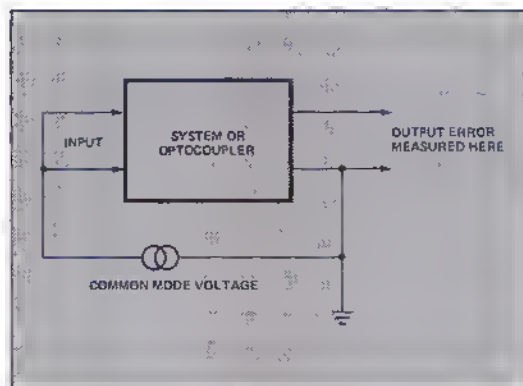 INPUT
SYSTEM OR
OPTOCOUPLER
OUTPUT ERROR
MEASURED HERE
COMMON MODE VOLTAGE